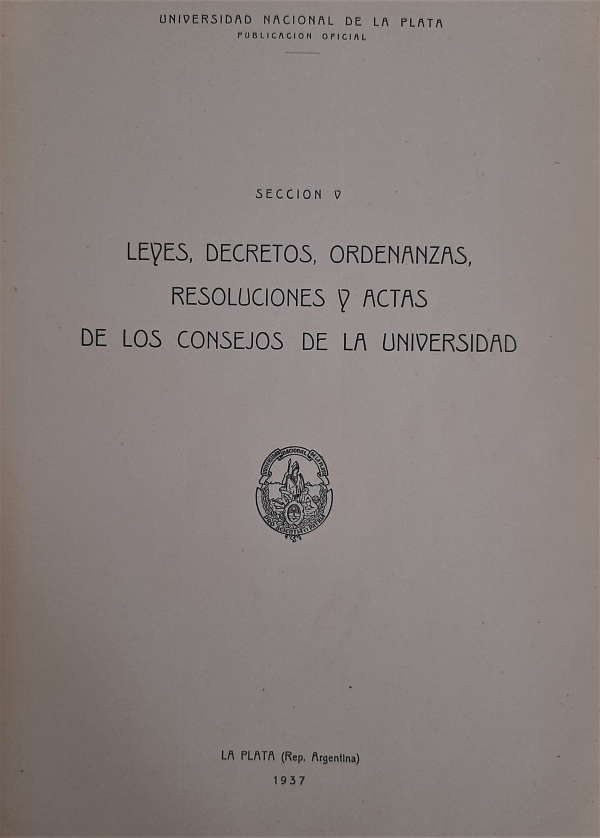 UNIVERSIDAD NACIONAL DE LA PLATA
PUBLICACION OFICIAL
SECCION V
LEYES, DECRETOS, ORDENANZAS,
RESOLUCIONES Y ACTAS
DE LOS CONSEJOS DE LA UNIVERSIDAD
LA PLATA (Rep. Argentina)
1937